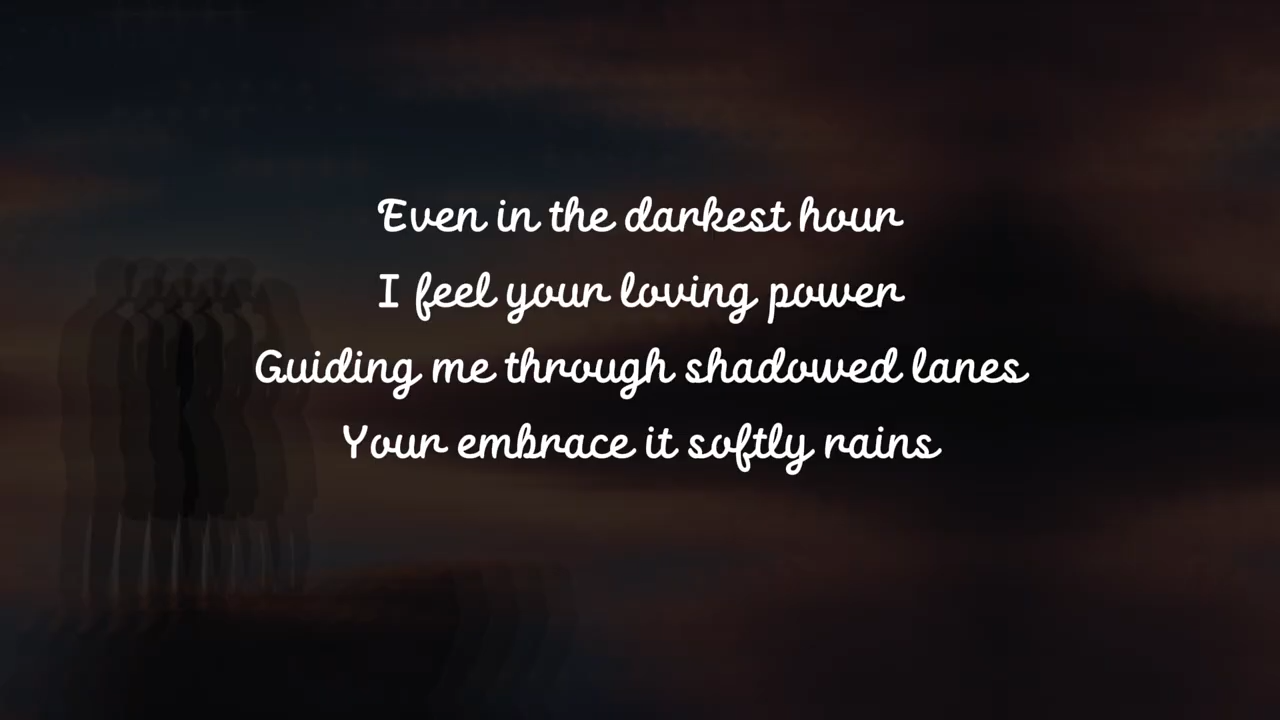 Even in the darkest hour
I feel your loving power
Guiding me through shadowed lanes
Your embrace it softly rains